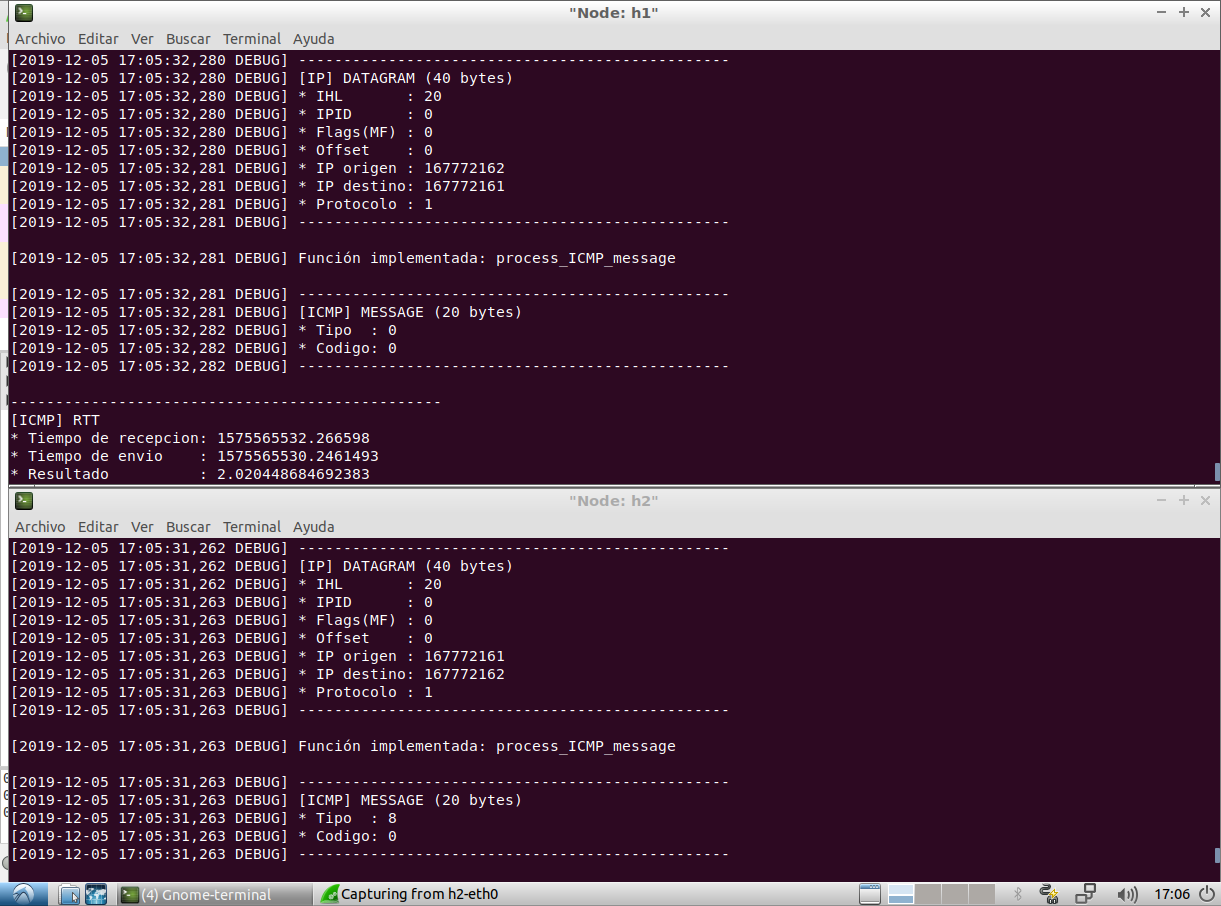 "Node: h1"
Archivo Editar Ver Buscar Terminal Ayuda
[2019-12-05 17:05:32,280 DEBUG] ------------------------------------------------
[2019-12-05 17:05:32,280 DEBUG] [IP] DATAGRAM (40 bytes)
[2019-12-05 17:05:32,280 DEBUG] * IHL       : 20
[2019-12-05 17:05:32,280 DEBUG] * IPID      : 0
[2019-12-05 17:05:32,280 DEBUG] * Flags(MF) : 0
[2019-12-05 17:05:32,280 DEBUG] * Offset    : 0
[2019-12-05 17:05:32,281 DEBUG] * IP origen : 167772162
[2019-12-05 17:05:32,281 DEBUG] * IP destino: 167772161
[2019-12-05 17:05:32,281 DEBUG] * Protocolo : 1
[2019-12-05 17:05:32,281 DEBUG] ------------------------------------------------
[2019-12-05 17:05:32,281 DEBUG] Función implementada: process_ICMP_message
[2019-12-05 17:05:32,281 DEBUG] ------------------------------------------------
[2019-12-05 17:05:32,281 DEBUG] [ICMP] MESSAGE (20 bytes)
[2019-12-05 17:05:32,282 DEBUG] * Tipo  : 0
[2019-12-05 17:05:32,282 DEBUG] * Codigo: 0
[2019-12-05 17:05:32,282 DEBUG] ------------------------------------------------
------------------------------------------------
[ICMP] RTT
* Tiempo de recepcion: 1575565532.266598
* Tiempo de envio    : 1575565530.2461493
* Resultado          : 2.020448684692383
"Node: h2"
Archivo Editar Ver Buscar Terminal Ayuda
[2019-12-05 17:05:31,262 DEBUG] ------------------------------------------------
[2019-12-05 17:05:31,262 DEBUG] [IP] DATAGRAM (40 bytes)
[2019-12-05 17:05:31,262 DEBUG] * IHL       : 20
[2019-12-05 17:05:31,263 DEBUG] * IPID      : 0
[2019-12-05 17:05:31,263 DEBUG] * Flags(MF) : 0
[2019-12-05 17:05:31,263 DEBUG] * Offset    : 0
[2019-12-05 17:05:31,263 DEBUG] * IP origen : 167772161
[2019-12-05 17:05:31,263 DEBUG] * IP destino: 167772162
[2019-12-05 17:05:31,263 DEBUG] * Protocolo : 1
[2019-12-05 17:05:31,263 DEBUG] ------------------------------------------------
[2019-12-05 17:05:31,263 DEBUG] Función implementada: process_ICMP_message
[2019-12-05 17:05:31,263 DEBUG] ------------------------------------------------
[2019-12-05 17:05:31,263 DEBUG] [ICMP] MESSAGE (20 bytes)
[2019-12-05 17:05:31,263 DEBUG] * Tipo  : 8
[2019-12-05 17:05:31,263 DEBUG] * Codigo: 0
[2019-12-05 17:05:31,263 DEBUG] ------------------------------------------------
(4) Gnome-terminal Capturing from h2-eth0 17:06